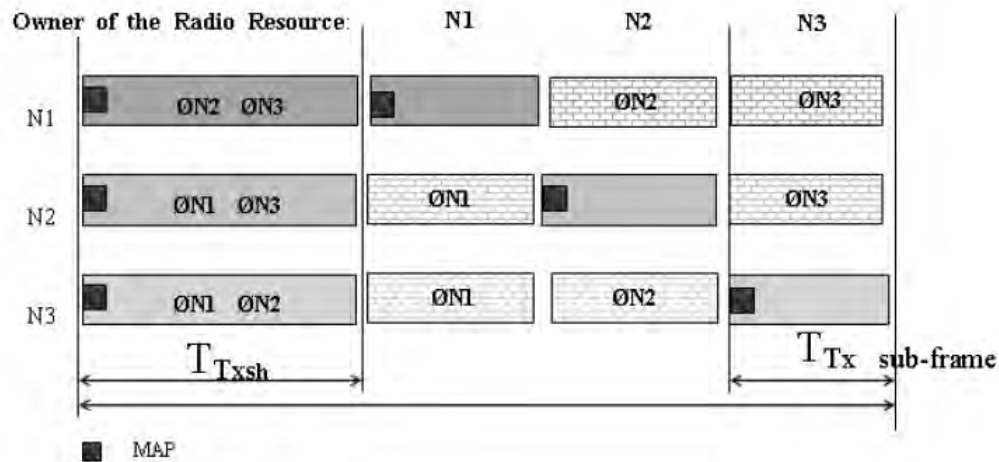 Owner of the Radio Resource: N1 N2 N3
N1 ØN2 ØN3 ØN2 ØN3
N2 ØN1 ØN3 ØN1 ØN3
N3 ØN1 ØN2 ØN1 ØN2
TTxsh TTx sub-frame
MAP